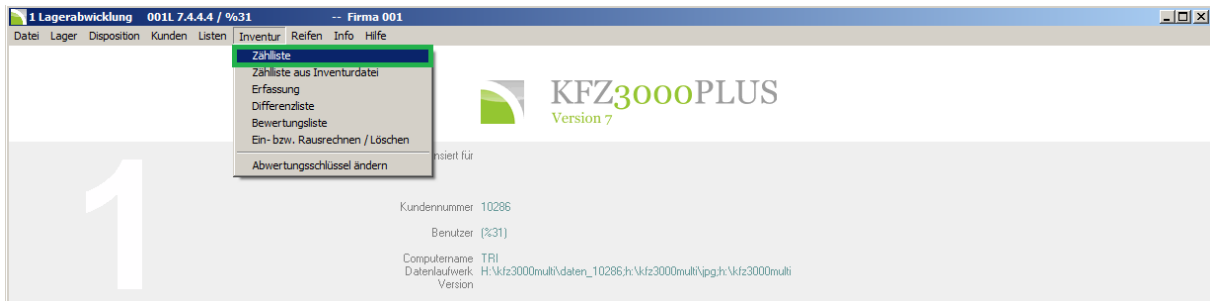 1 Lagerabwicklung 001L 7.4.4.4 / %31 -- Firma 001
Datei Lager Disposition Kunden Listen Inventur Reifen Info Hilfe
Zählliste
Zählliste aus Inventurdatei
Erfassung
Differenzliste
Bewertungsliste
Ein- bzw. Rausrechnen / Löschen
Abwertungsschlüssel ändern
KFZ3000PLUS
Version 7
1
nsiert für
Kundennummer 10286
Benutzer (%31)
Computername TRI
Datenlaufwerk H:\kfz3000multi\daten_10286;h:\kfz3000multi\jpg;h:\kfz3000multi
Version